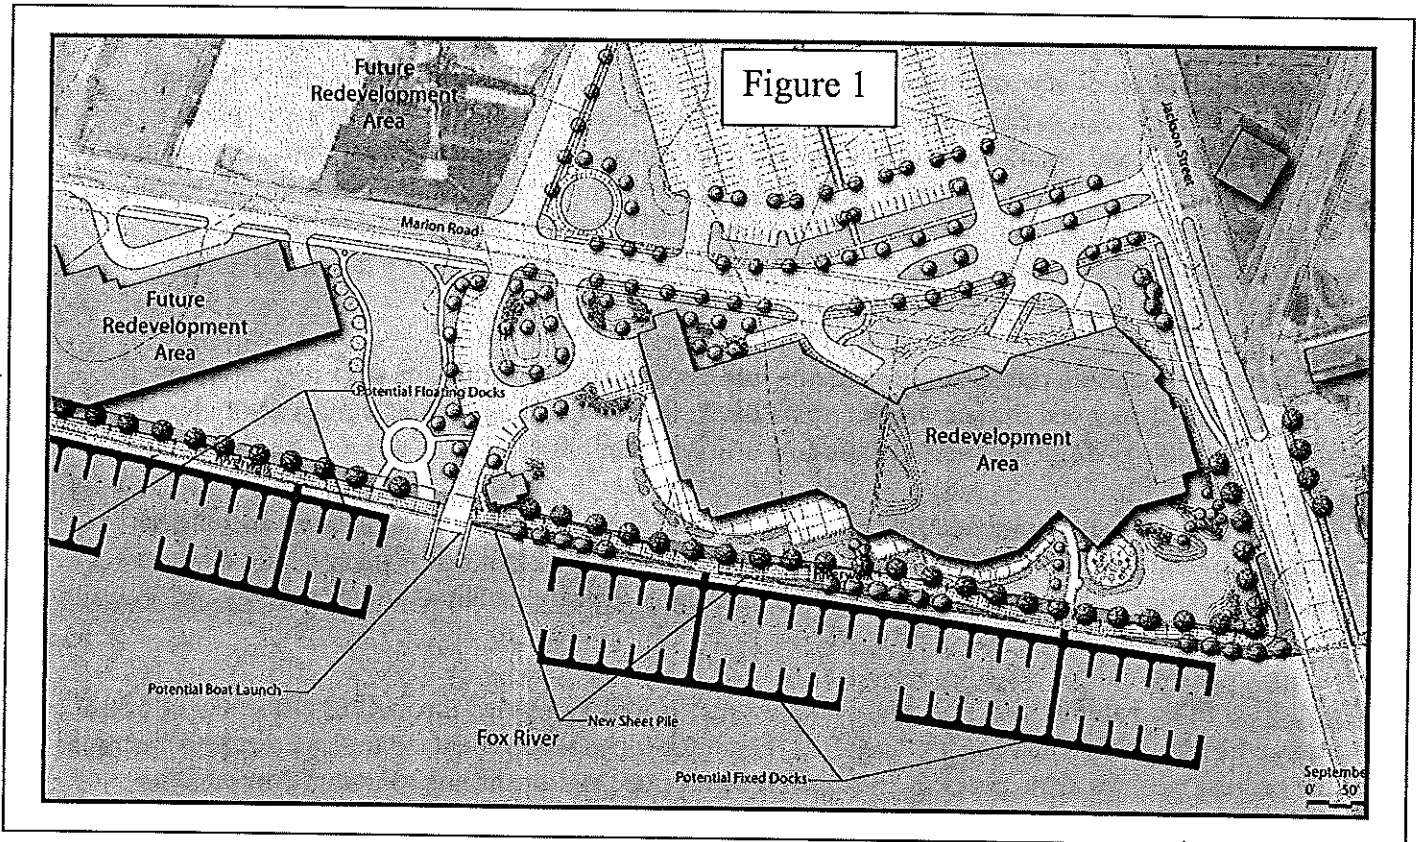 Figure 1
Future
Redevelopment
Area
Jackson Street
Marion Road
Future
Redevelopment
Area
Potential Floating Docks
Redevelopment
Area
Riverwalk
Potential Boat Launch
New Sheet Pile
Fox River
Potential Fixed Docks
Septembe
0' 50'